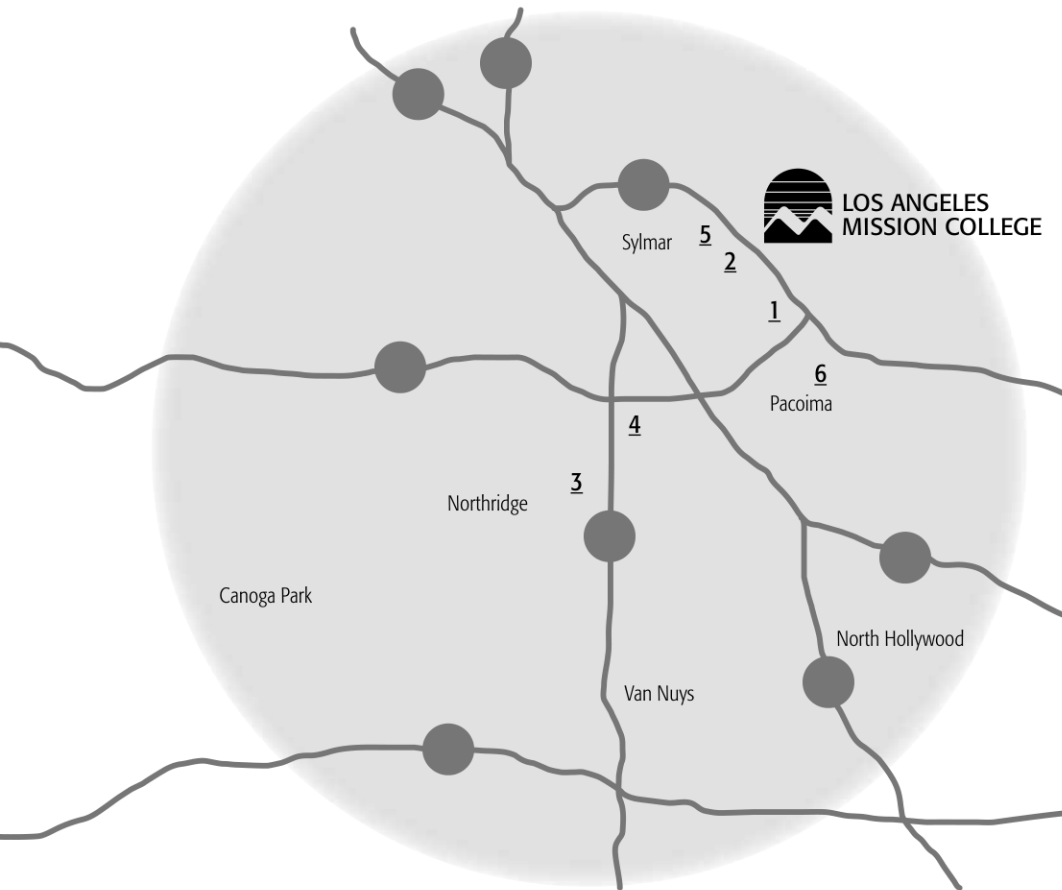 LOS ANGELES
MISSION COLLEGE
Sylmar
5
2
1
6
Pacoima
4
3
Northridge
Canoga Park
North Hollywood
Van Nuys